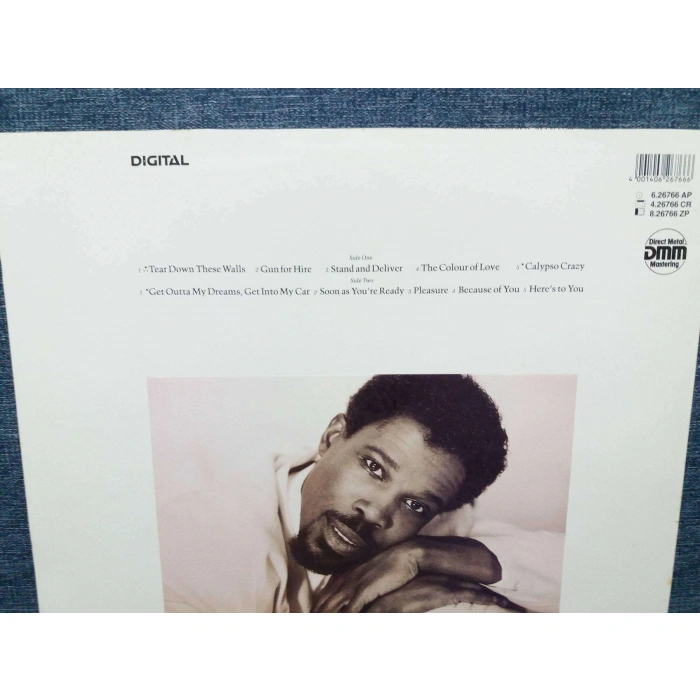 DIGITAL
4 001406 267666
6.26766 AP
4.26766 CR
8.26766 ZP
Direct Metal
DMM
Mastering
Side One
1 *Tear Down These Walls 2 Gun for Hire 3 Stand and Deliver 4 The Colour of Love 5 *Calypso Crazy
Side Two
1 *Get Outta My Dreams, Get Into My Car 2 Soon as You're Ready 3 Pleasure 4 Because of You 5 Here's to You